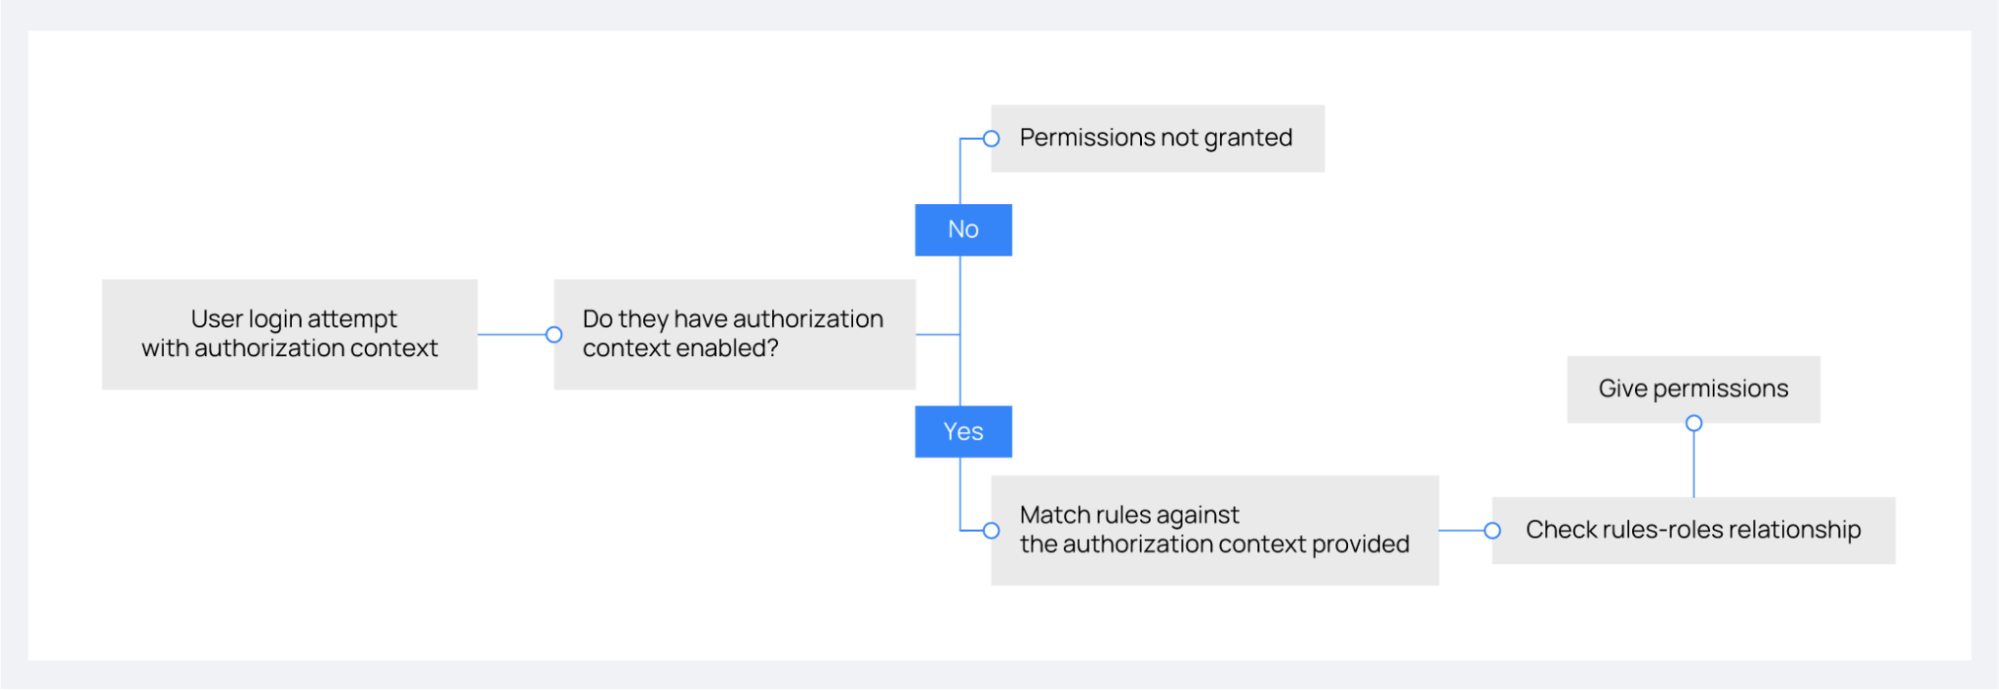 User login attempt
with authorization context
Do they have authorization
context enabled?
No
Permissions not granted
Yes
Match rules against
the authorization context provided
Check rules-roles relationship
Give permissions